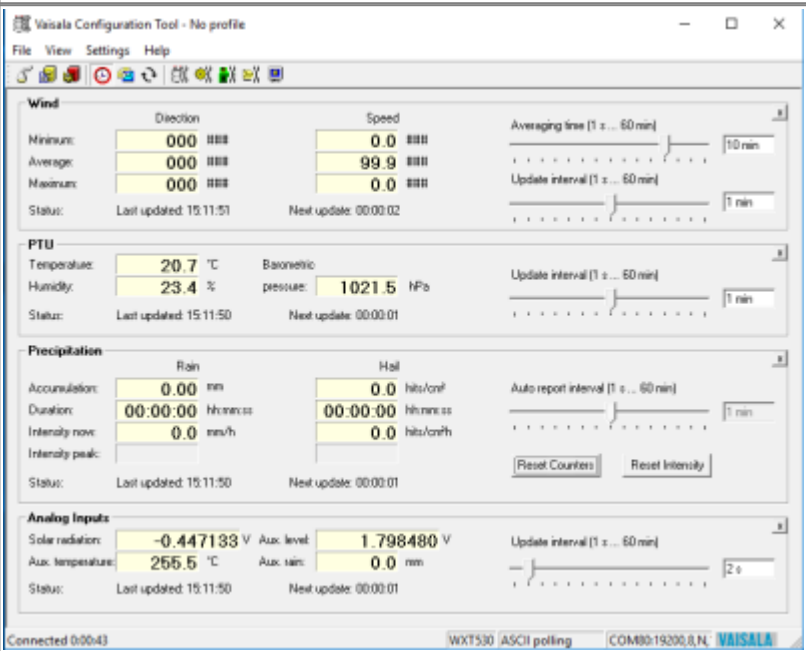 Vaisala Configuration Tool - No profile
File View Settings Help
Wind
Direction Speed
Averaging time (1 s ... 60 min)
Minimum: 000 ### 0.0 ### 10 min
Average: 000 ### 99.9 ###
Maximum: 000 ### 0.0 ### Update interval (1 s ... 60 min)
1 min
Status: Last updated: 15:11:51 Next update: 00:00:02
PTU
Temperature: 20.7 °C Barometric
Humidity: 23.4 % pressure: 1021.5 hPa
Update interval (1 s ... 60 min)
1 min
Status: Last updated: 15:11:50 Next update: 00:00:01
Precipitation
Rain Hail
Accumulation: 0.00 mm 0.0 hits/cm² Auto report interval (1 s ... 60 min)
Duration: 00:00:00 hh:mm:ss 00:00:00 hh:mm:ss 1 min
Intensity now: 0.0 mm/h 0.0 hits/cm²h
Intensity peak:
Reset Counters Reset Intensity
Status: Last updated: 15:11:50 Next update: 00:00:01
Analog Inputs
Solar radiation: -0.447133 V Aux. level: 1.798480 V Update interval (1 s ... 60 min)
Aux. temperature: 255.5 °C Aux. rain: 0.0 mm 2 s
Status: Last updated: 15:11:50 Next update: 00:00:01
Connected 0:00:43 WXT530 ASCII polling COM80:19200,8,N, VAISALA